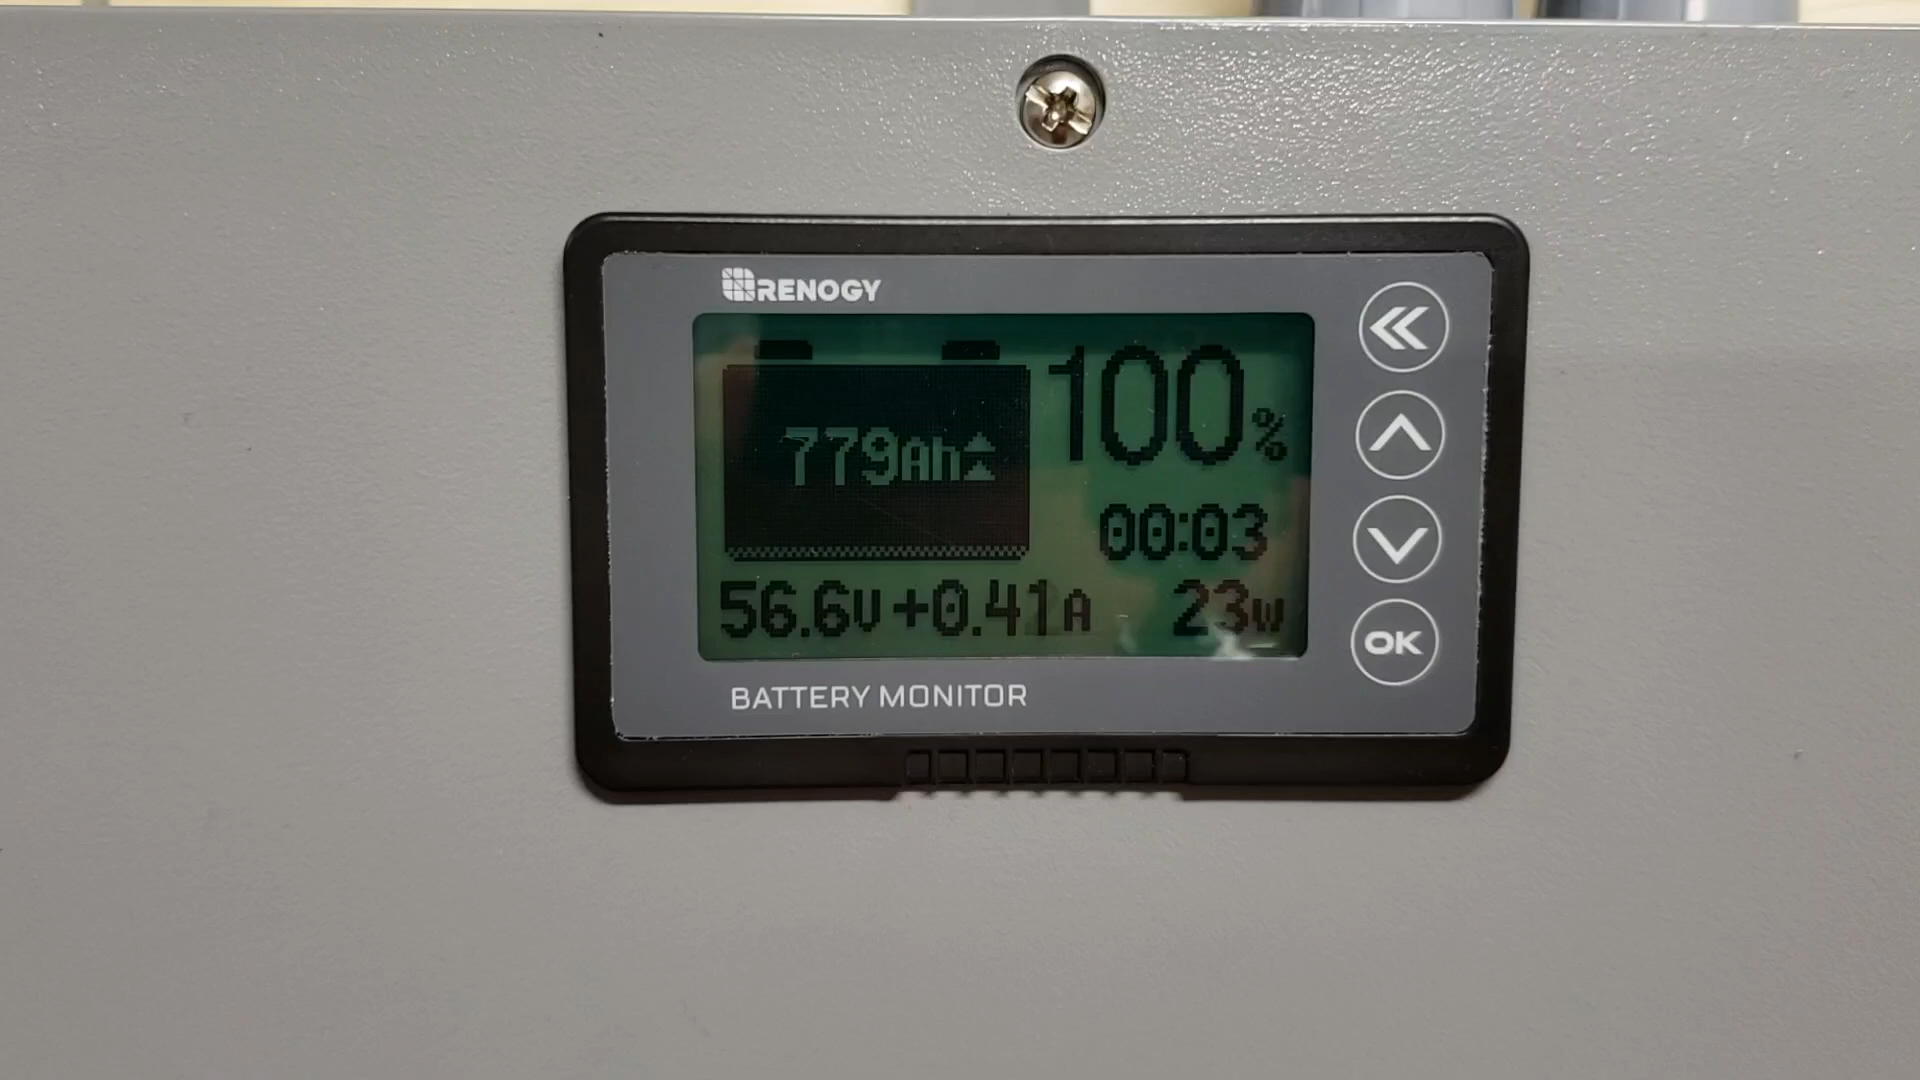 RENOGY
779Ah
100%
00:03
56.6V +0.41A 23W
OK
BATTERY MONITOR